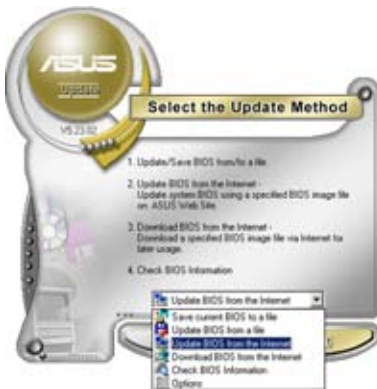 ASUS
Update
V5.23.02
Select the Update Method
1. Update/Save BIOS from/to a file.
2. Update BIOS from the Internet -
Update system BIOS using a specified BIOS image file
on ASUS Web Site.
3. Download BIOS from the Internet -
Download a specified BIOS image file via Internet for
later usage.
4. Check BIOS Information
Update BIOS from the Internet
Save current BIOS to a file
Update BIOS from a file
Update BIOS from the Internet
Download BIOS from the Internet
Check BIOS Information
Options